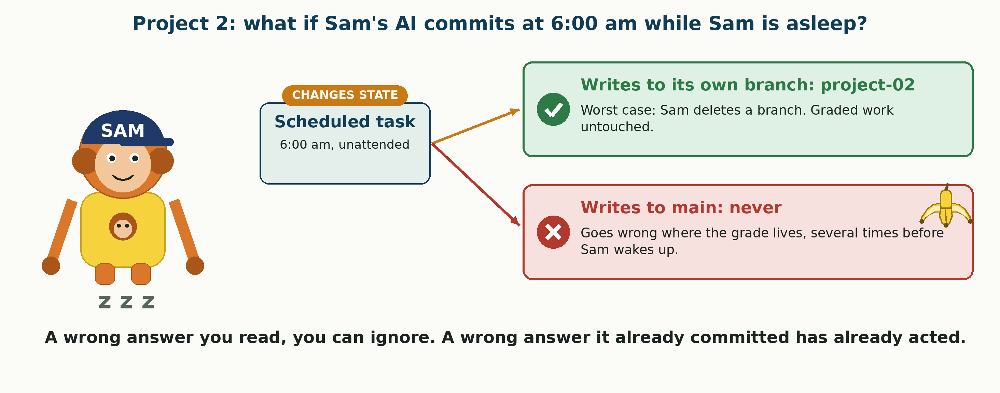 Project 2: what if Sam's AI commits at 6:00 am while Sam is asleep?
SAM
z z z
CHANGES STATE
Scheduled task
6:00 am, unattended
Writes to its own branch: project-02
Worst case: Sam deletes a branch. Graded work
untouched.
Writes to main: never
Goes wrong where the grade lives, several times before
Sam wakes up.
A wrong answer you read, you can ignore. A wrong answer it already committed has already acted.